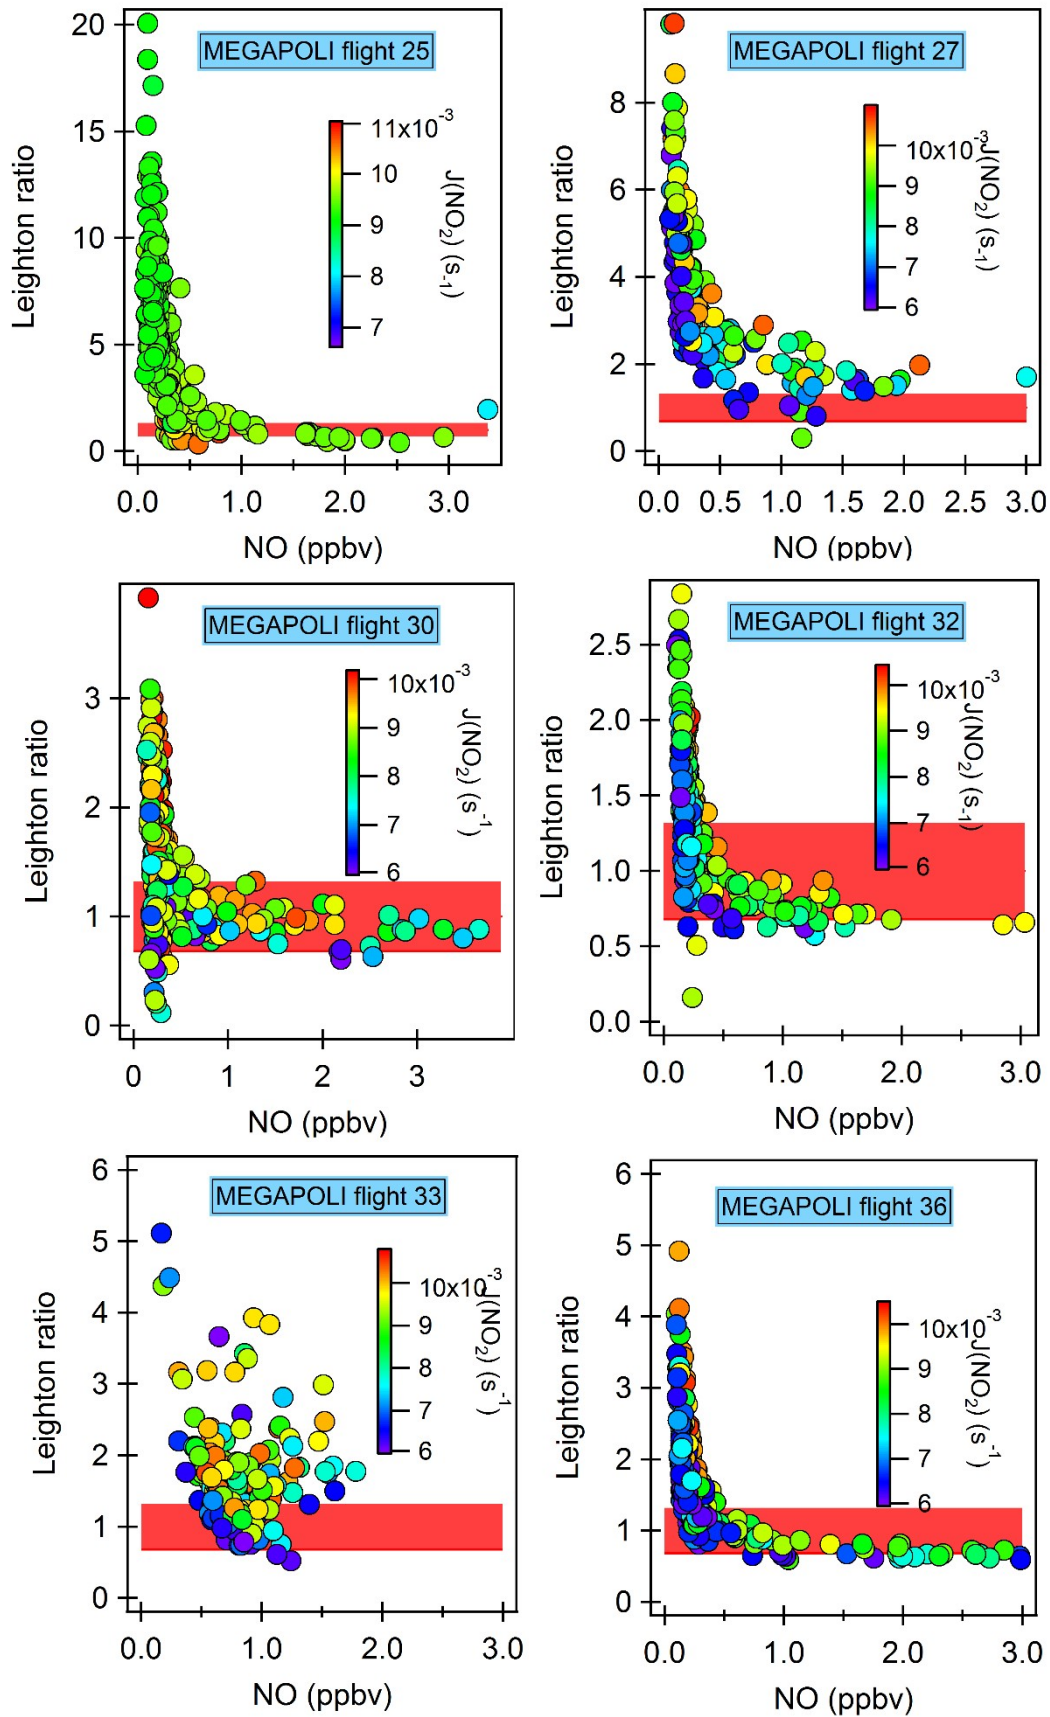 MEGAPOLI flight 25
Leighton ratio
20
15
10
5
0
11x10-3
10
9
8
7
J(NO2) (s-1)
0.0 1.0 2.0 3.0
NO (ppbv)
MEGAPOLI flight 27
Leighton ratio
8
6
4
2
0
10x10-3
9
8
7
6
J(NO2) (s-1)
0.0 0.5 1.0 1.5 2.0 2.5 3.0
NO (ppbv)
MEGAPOLI flight 30
Leighton ratio
3
2
1
0
10x10-3
9
8
7
6
J(NO2) (s-1)
0 1 2 3
NO (ppbv)
MEGAPOLI flight 32
Leighton ratio
2.5
2.0
1.5
1.0
0.5
0.0
10x10-3
9
8
7
6
J(NO2) (s-1)
0.0 1.0 2.0 3.0
NO (ppbv)
MEGAPOLI flight 33
Leighton ratio
6
5
4
3
2
1
0
10x10-3
9
8
7
6
J(NO2) (s-1)
0.0 1.0 2.0 3.0
NO (ppbv)
MEGAPOLI flight 36
Leighton ratio
6
5
4
3
2
1
0
10x10-3
9
8
7
6
J(NO2) (s-1)
0.0 1.0 2.0 3.0
NO (ppbv)